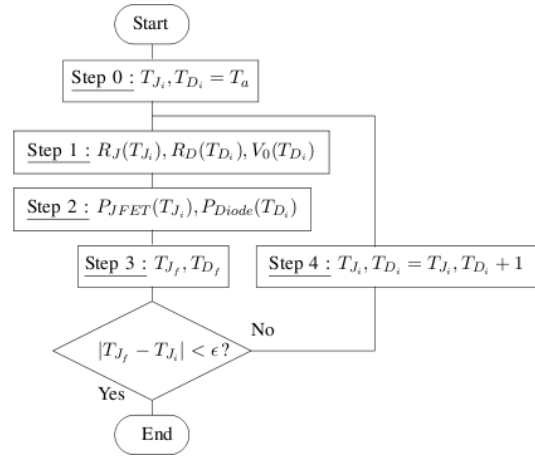 Start
Step 0 : $T_{J_i}, T_{D_i} = T_a$
Step 1 : $R_J(T_{J_i}), R_D(T_{D_i}), V_0(T_{D_i})$
Step 2 : $P_{JFET}(T_{J_i}), P_{Diode}(T_{D_i})$
Step 3 : $T_{J_f}, T_{D_f}$
Step 4 : $T_{J_i}, T_{D_i} = T_{J_i}, T_{D_i} + 1$
$|T_{J_f} - T_{J_i}| < \epsilon$?
No
Yes
End